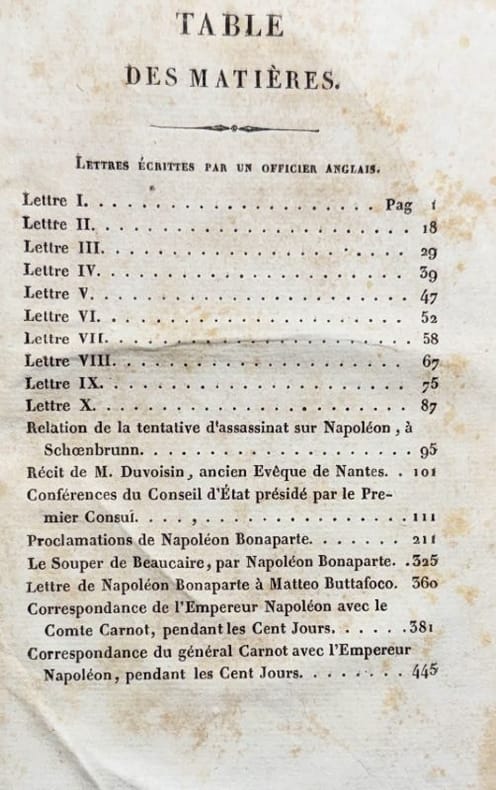 TABLE
DES MATIÈRES.
LETTRES ÉCRITTES PAR UN OFFICIER ANGLAIS.
Lettre I. . . . . . . . . . . . . . . . . . . . . . Pag 1
Lettre II. . . . . . . . . . . . . . . . . . . . . . . 18
Lettre III. . . . . . . . . . . . . . . . . . . . . . 29
Lettre IV. . . . . . . . . . . . . . . . . . . . . . 39
Lettre V. . . . . . . . . . . . . . . . . . . . . . . 47
Lettre VI. . . . . . . . . . . . . . . . . . . . . . 52
Lettre VII. . . . . . . . . . . . . . . . . . . . . . 58
Lettre VIII. . . . . . . . . . . . . . . . . . . . . 67
Lettre IX. . . . . . . . . . . . . . . . . . . . . . 75
Lettre X. . . . . . . . . . . . . . . . . . . . . . . 87
Relation de la tentative d'assassinat sur Napoléon, à
Schœnbrunn. . . . . . . . . . . . . . . . . . . 95
Récit de M. Duvoisin, ancien Evêque de Nantes. . 101
Conférences du Conseil d'État présidé par le Pre-
mier Consul. . . . , . . . . . . . . . . . . . . 111
Proclamations de Napoléon Bonaparte. . . . . . . 211
Le Souper de Beaucaire, par Napoléon Bonaparte. . 325
Lettre de Napoléon Bonaparte à Matteo Buttafoco. 360
Correspondance de l'Empereur Napoléon avec le
Comte Carnot, pendant les Cent Jours. . . . . . 381
Correspondance du général Carnot avec l'Empereur
Napoléon, pendant les Cent Jours. . . . . . . . 445